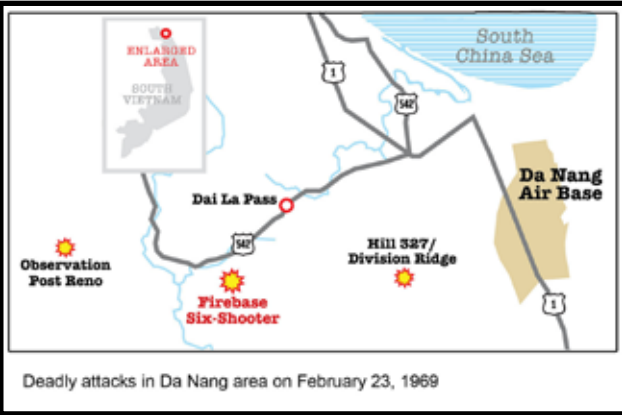 South
China Sea
ENLARGED
AREA
SOUTH
VIETNAM
1
542
Da Nang
Air Base
Dai La Pass
542
Hill 327/
Division Ridge
Observation
Post Reno
Firebase
Six-Shooter
1
Deadly attacks in Da Nang area on February 23, 1969